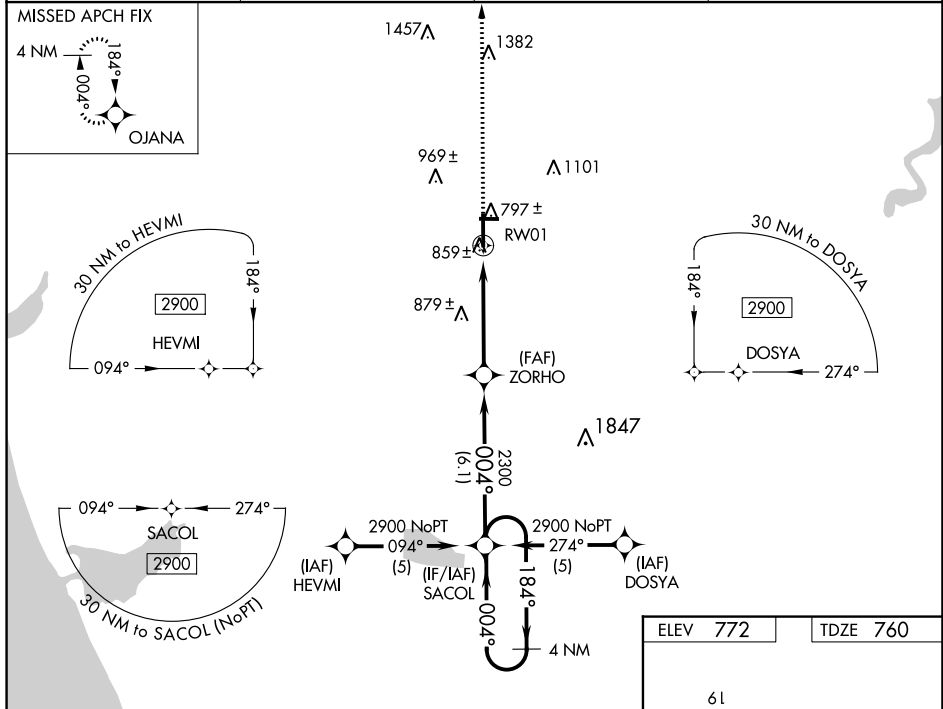 MISSED APCH FIX
4 NM
184°
004°
OJANA
1457
1382
969 ±
1101
797 ±
RW01
859 ±
879 ±
30 NM to HEVMI
184°
2900
HEVMI
094°
30 NM to DOSYA
184°
2900
DOSYA
274°
(FAF)
ZORHO
1847
2300
004°
(6.1)
094°
274°
SACOL
2900
30 NM to SACOL (NoPT)
2900 NoPT
094°
(5)
(IAF)
HEVMI
(IF/IAF)
SACOL
2900 NoPT
274°
(5)
(IAF)
DOSYA
184°
004°
4 NM
ELEV 772
TDZE 760
19